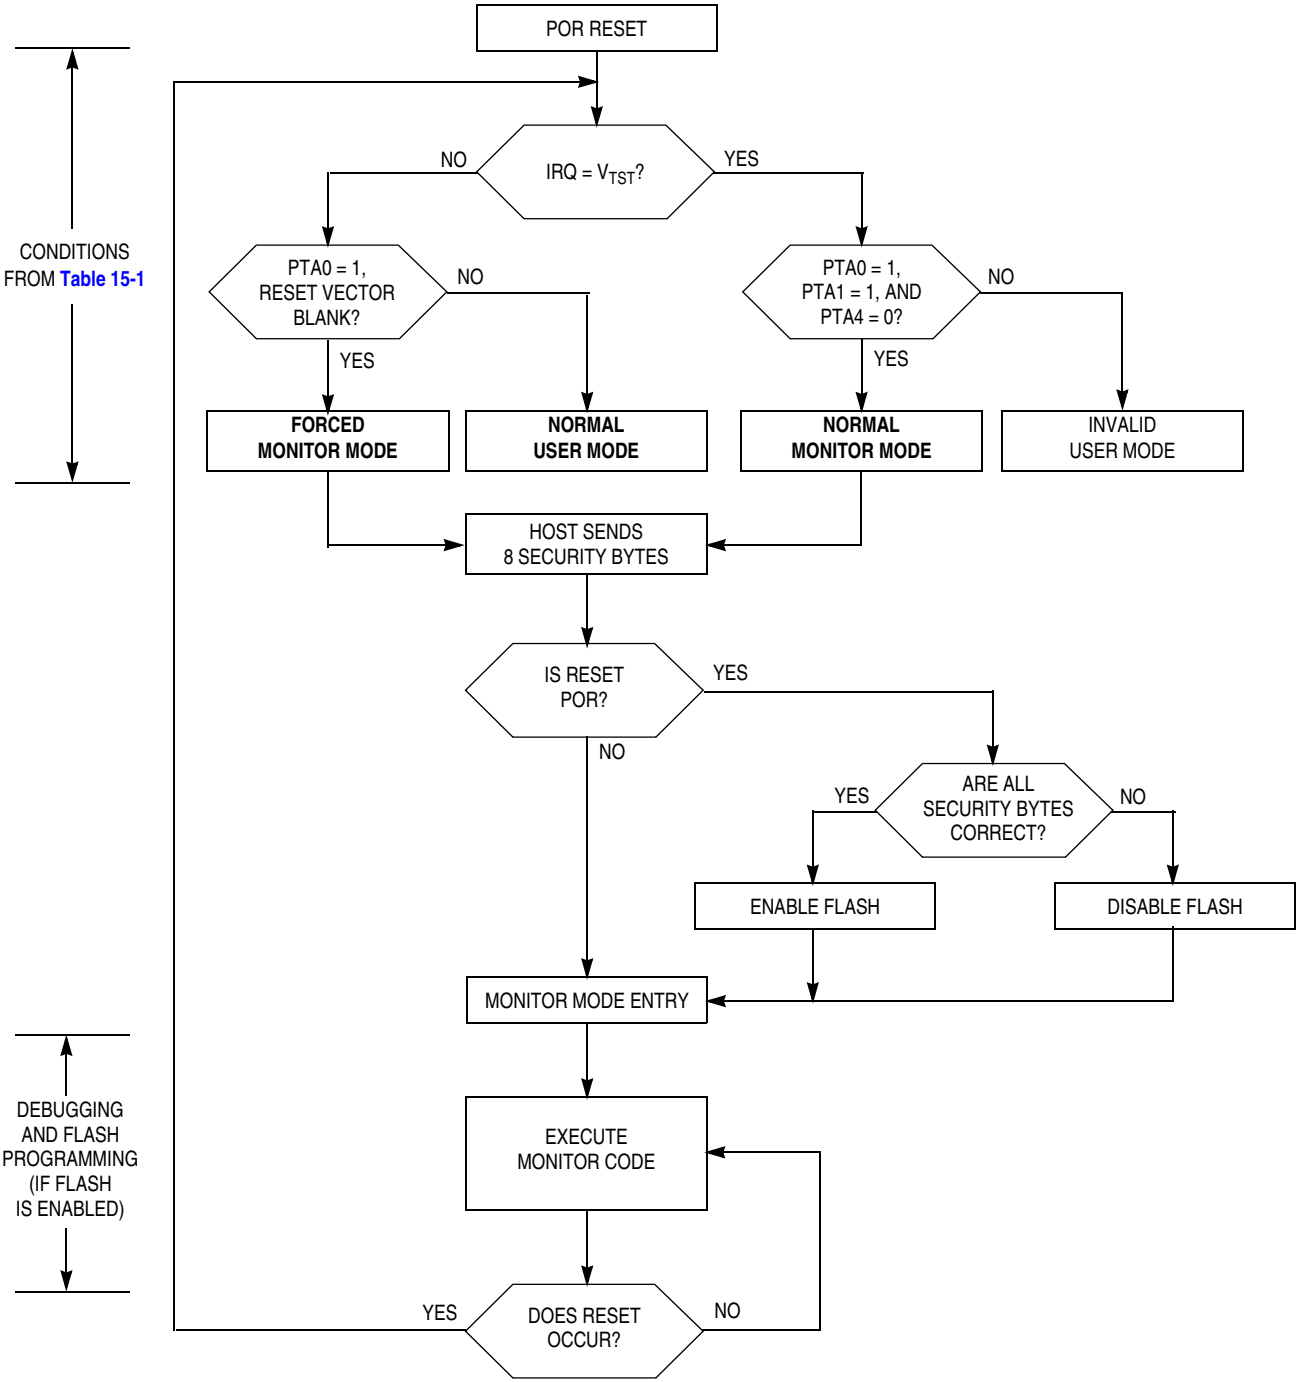 POR RESET
NO
YES
IRQ = VTST?
CONDITIONS
FROM Table 15-1
PTA0 = 1,
RESET VECTOR
BLANK?
NO
YES
PTA0 = 1,
PTA1 = 1, AND
PTA4 = 0?
NO
YES
FORCED
MONITOR MODE
NORMAL
USER MODE
NORMAL
MONITOR MODE
INVALID
USER MODE
HOST SENDS
8 SECURITY BYTES
IS RESET
POR?
YES
NO
ARE ALL
SECURITY BYTES
CORRECT?
YES
NO
ENABLE FLASH
DISABLE FLASH
MONITOR MODE ENTRY
DEBUGGING
AND FLASH
PROGRAMMING
(IF FLASH
IS ENABLED)
EXECUTE
MONITOR CODE
YES
DOES RESET
OCCUR?
NO